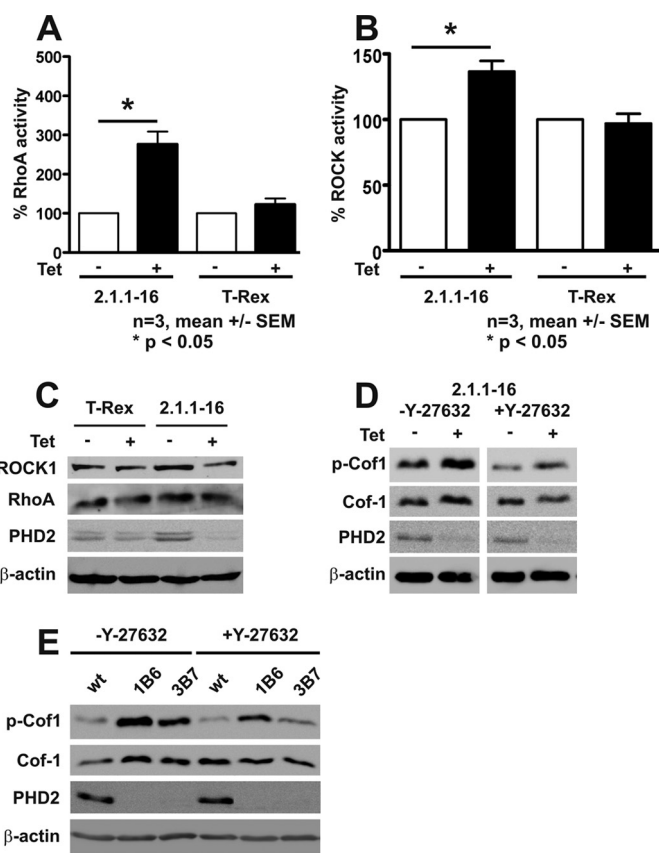 A
B
*
*
% RhoA activity
500
400
300
200
100
0
% ROCK activity
150
100
50
0
Tet - + - +
2.1.1-16 T-Rex
n=3, mean +/- SEM
* p < 0.05
Tet - + - +
2.1.1-16 T-Rex
n=3, mean +/- SEM
* p < 0.05
C
T-Rex 2.1.1-16
Tet - + - +
ROCK1
RhoA
PHD2
β-actin
D
2.1.1-16
-Y-27632 +Y-27632
Tet - + - +
p-Cof1
Cof-1
PHD2
β-actin
E
-Y-27632 +Y-27632
wt 1B6 3B7 wt 1B6 3B7
p-Cof1
Cof-1
PHD2
β-actin